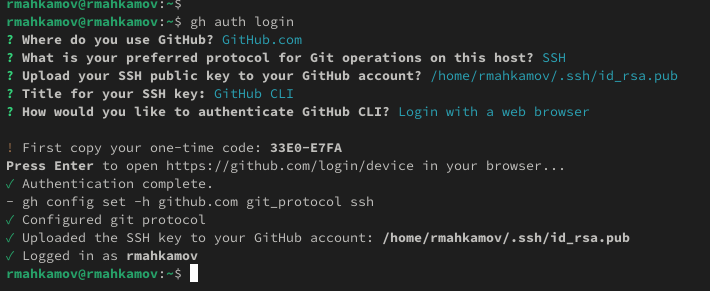 rmahkamov@rmahkamov:~$
rmahkamov@rmahkamov:~$ gh auth login
? Where do you use GitHub? GitHub.com
? What is your preferred protocol for Git operations on this host? SSH
? Upload your SSH public key to your GitHub account? /home/rmahkamov/.ssh/id_rsa.pub
? Title for your SSH key: GitHub CLI
? How would you like to authenticate GitHub CLI? Login with a web browser
! First copy your one-time code: 33E0-E7FA
Press Enter to open https://github.com/login/device in your browser...
✓ Authentication complete.
- gh config set -h github.com git_protocol ssh
✓ Configured git protocol
✓ Uploaded the SSH key to your GitHub account: /home/rmahkamov/.ssh/id_rsa.pub
✓ Logged in as rmahkamov
rmahkamov@rmahkamov:~$